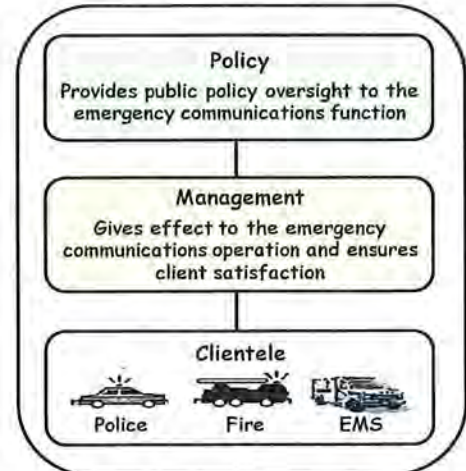 Policy
Provides public policy oversight to the
emergency communications function
Management
Gives effect to the emergency
communications operation and ensures
client satisfaction
Clientele
Police Fire EMS